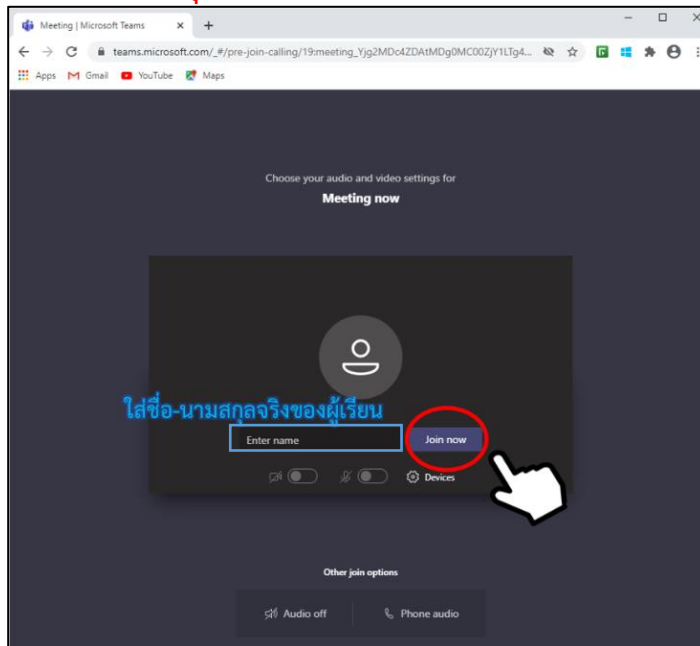 Meeting | Microsoft Teams
teams.microsoft.com/_#/pre-join-calling/19:meeting_Yjg2MDc4ZDAtMDg0MC00ZjY1LTg4...
Apps Gmail YouTube Maps
Choose your audio and video settings for
Meeting now
ใส่ชื่อ-นามสกุลจริงของผู้เรียน
Enter name Join now
Devices
Other join options
Audio off Phone audio